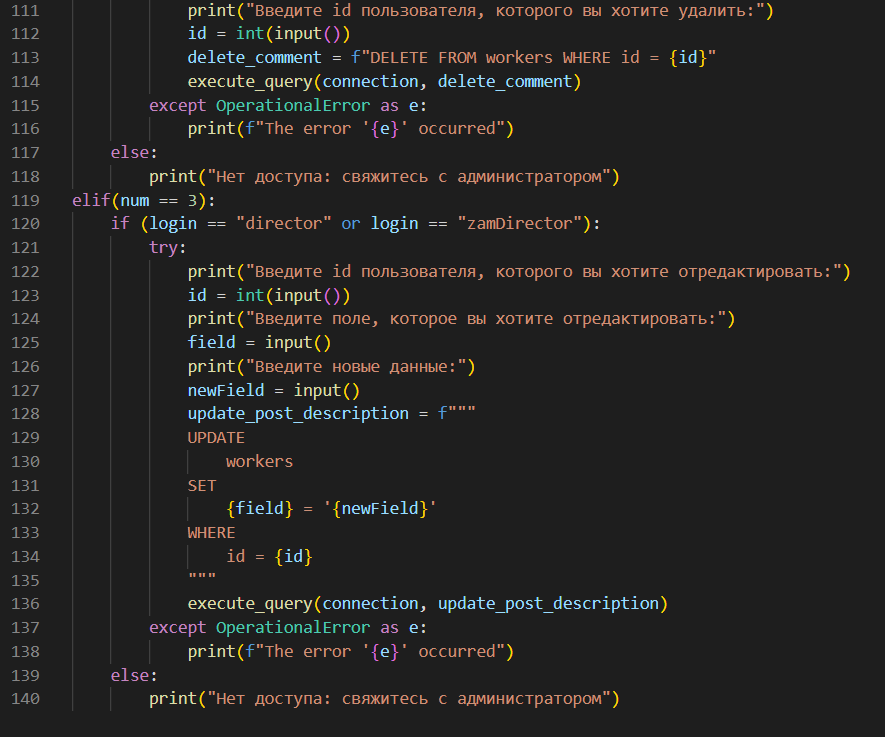 111 print("Введите id пользователя, которого вы хотите удалить:")
112 id = int(input())
113 delete_comment = f"DELETE FROM workers WHERE id = {id}"
114 execute_query(connection, delete_comment)
115 except OperationalError as e:
116 print(f"The error '{e}' occurred")
117 else:
118 print("Нет доступа: свяжитесь с администратором")
119 elif(num == 3):
120 if (login == "director" or login == "zamDirector"):
121 try:
122 print("Введите id пользователя, которого вы хотите отредактировать:")
123 id = int(input())
124 print("Введите поле, которое вы хотите отредактировать:")
125 field = input()
126 print("Введите новые данные:")
127 newField = input()
128 update_post_description = f"""
129 UPDATE
130 workers
131 SET
132 {field} = '{newField}'
133 WHERE
134 id = {id}
135 """
136 execute_query(connection, update_post_description)
137 except OperationalError as e:
138 print(f"The error '{e}' occurred")
139 else:
140 print("Нет доступа: свяжитесь с администратором")